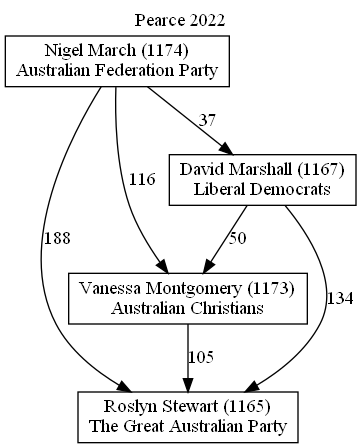 Pearce 2022
Nigel March (1174)
Australian Federation Party
37
David Marshall (1167)
Liberal Democrats
116
188
50
Vanessa Montgomery (1173)
Australian Christians
134
105
Roslyn Stewart (1165)
The Great Australian Party